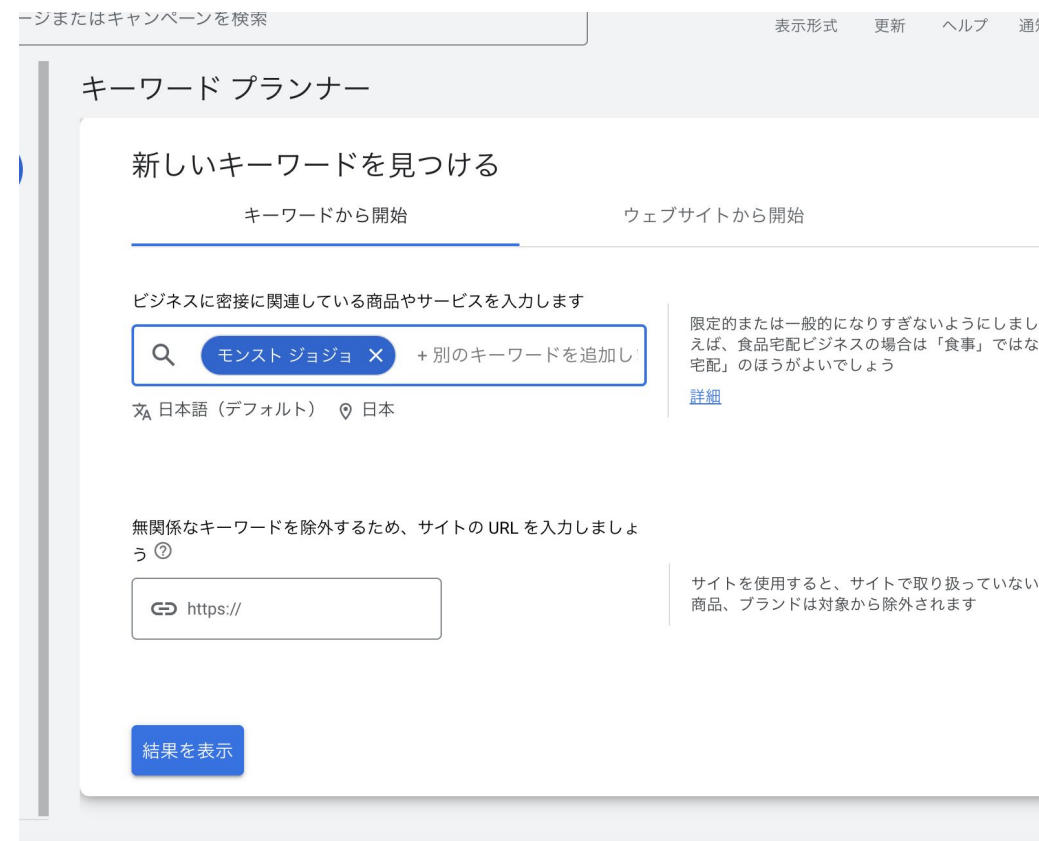 ージまたはキャンペーンを検索
表示形式 更新 ヘルプ 通知
キーワード プランナー
新しいキーワードを見つける
キーワードから開始 ウェブサイトから開始
ビジネスに密接に関連している商品やサービスを入力します
モンスト ジョジョ × + 別のキーワードを追加し
日本語（デフォルト） 日本
限定的または一般的になりすぎないようにしまし
えば、食品宅配ビジネスの場合は「食事」ではな
宅配」のほうがよいでしょう
詳細
無関係なキーワードを除外するため、サイトの URL を入力しましょ
う ?
https://
サイトを使用すると、サイトで取り扱っていない
商品、ブランドは対象から除外されます
結果を表示